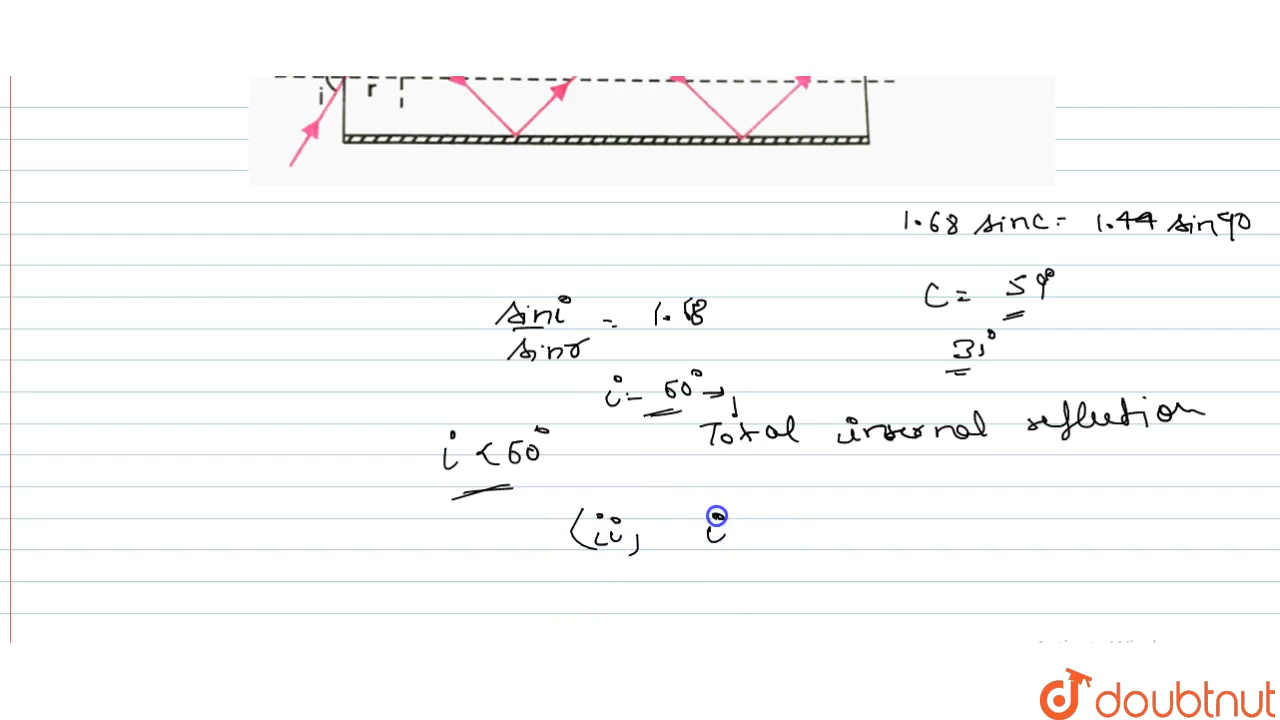 i r
1.68 sinc = 1.44 sin90
C = 59°
sini = 1.68
sinr
31°
i = 60° →
Total internal reflection
i < 60°
(ii) i
doubtnut